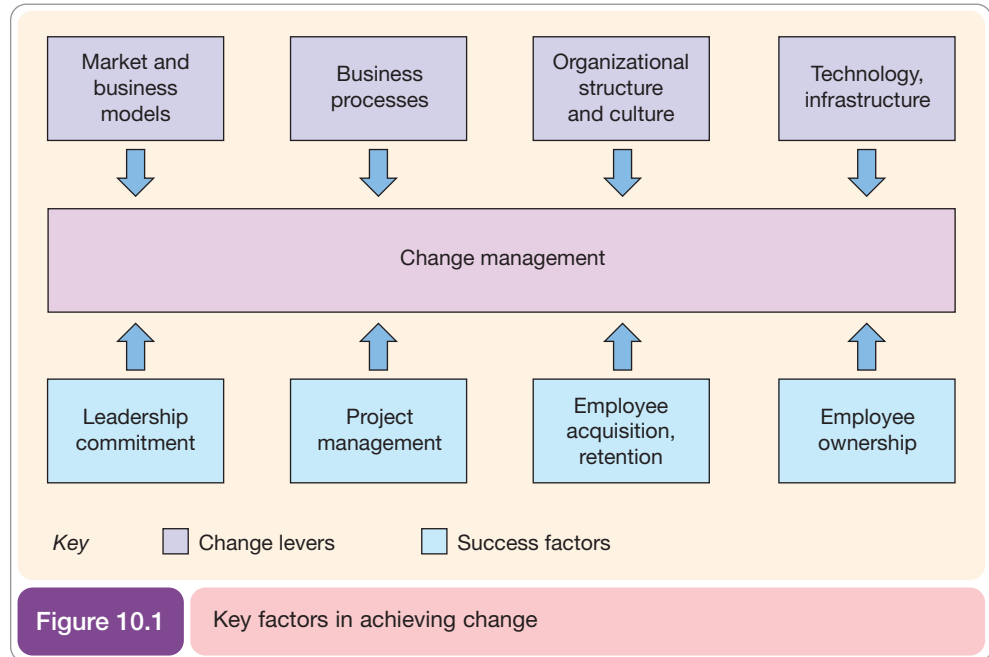 Market and
business
models
Business
processes
Organizational
structure
and culture
Technology,
infrastructure
Change management
Leadership
commitment
Project
management
Employee
acquisition,
retention
Employee
ownership
Key
Change levers
Success factors
Figure 10.1
Key factors in achieving change